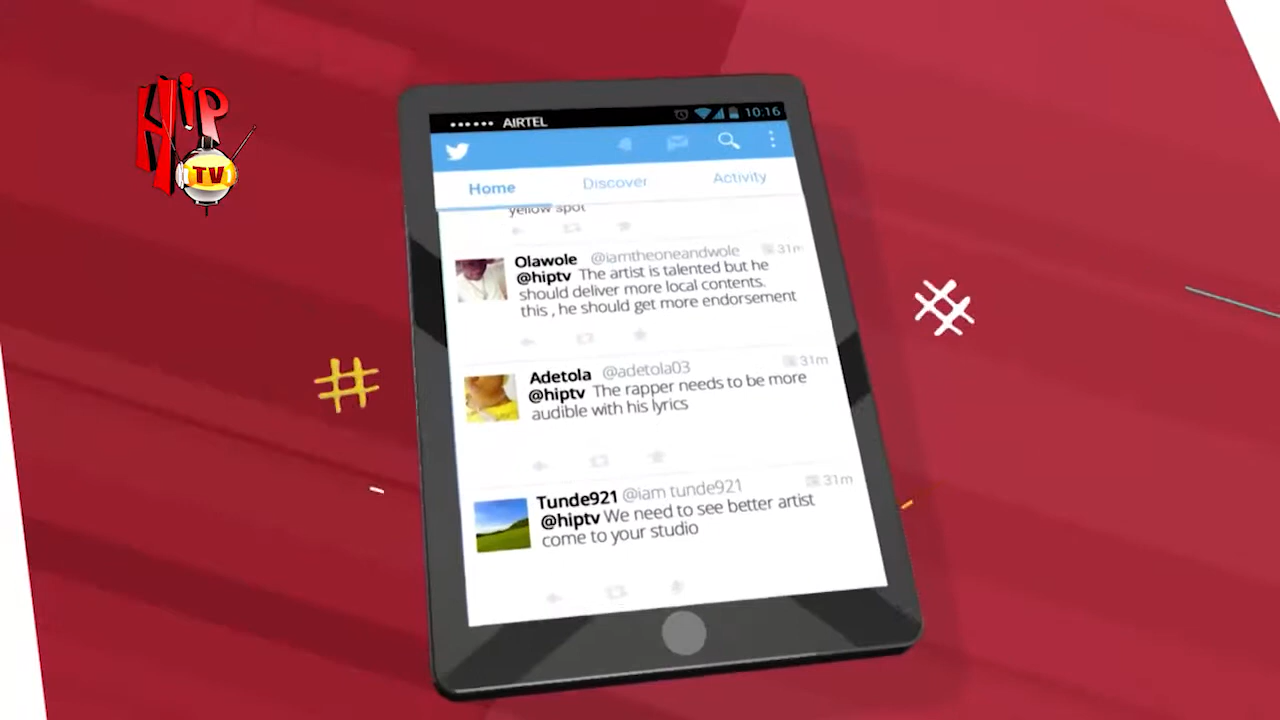 HiP
TV
AIRTEL
10:16
Home
Discover
Activity
yellow spot
Olawole @iamtheoneandwole 31m
@hiptv The artist is talented but he
should deliver more local contents.
this , he should get more endorsement
Adetola @adetola03 31m
@hiptv The rapper needs to be more
audible with his lyrics
Tunde921 @iam tunde921 31m
@hiptv We need to see better artist
come to your studio